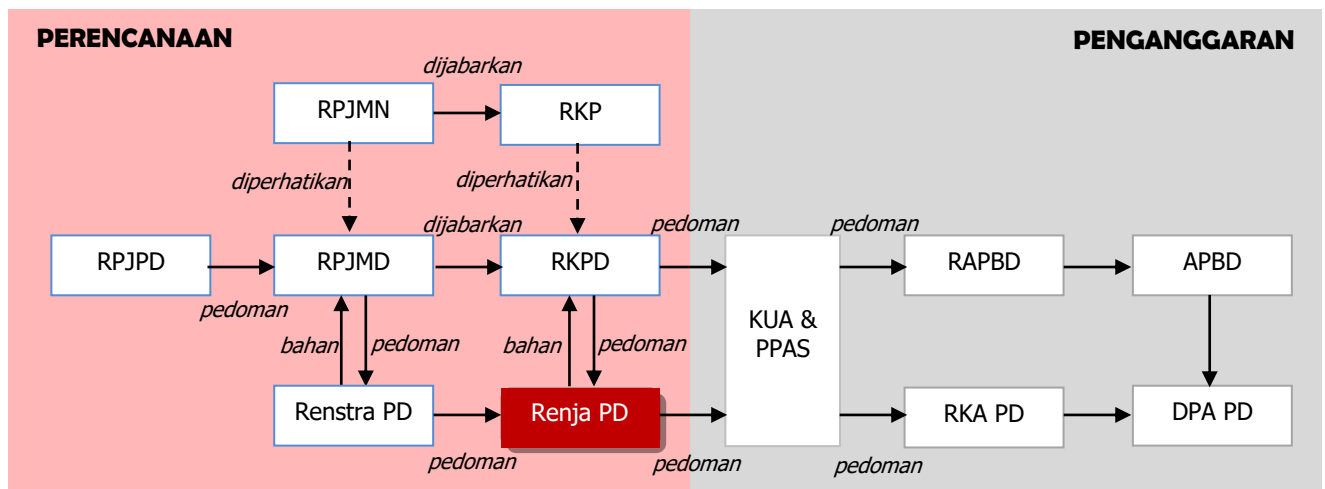 PERENCANAAN
PENGANGGARAN
dijabarkan
RPJMN
RKP
diperhatikan
diperhatikan
dijabarkan
pedoman
pedoman
RPJPD
RPJMD
RKPD
RAPBD
APBD
pedoman
KUA &
PPAS
bahan
pedoman
bahan
pedoman
Renstra PD
Renja PD
RKA PD
DPA PD
pedoman
pedoman
pedoman